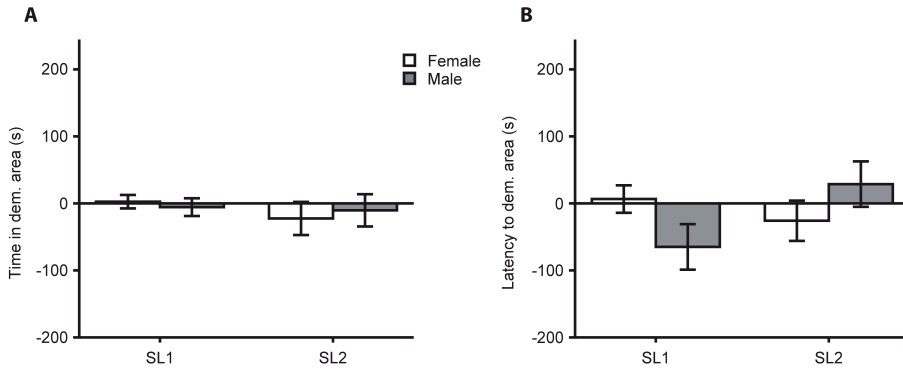 A
Time in dem. area (s)
200
100
0
-100
-200
SL1 SL2
Female
Male
B
Latency to dem. area (s)
200
100
0
-100
-200
SL1 SL2